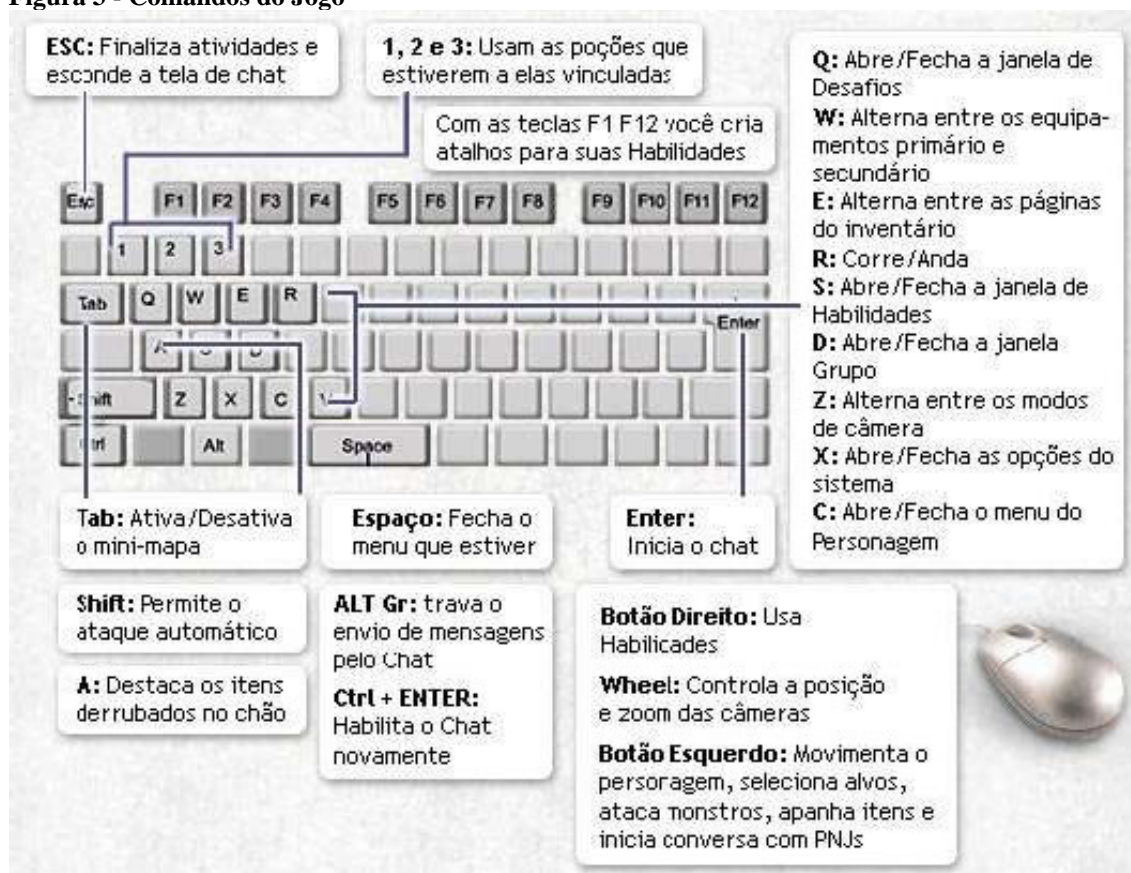 Figura 5 - Comandos do Jogo
ESC: Finaliza atividades e
esconde a tela de chat
1, 2 e 3: Usam as poções que
estiverem a elas vinculadas
Com as teclas F1 F12 você cria
atalhos para suas Habilidades
Q: Abre/Fecha a janela de
Desafios
W: Alterna entre os equipa-
mentos primário e
secundário
E: Alterna entre as páginas
do inventário
R: Corre/Anda
S: Abre/Fecha a janela de
Habilidades
D: Abre/Fecha a janela
Grupo
Z: Alterna entre os modos
de câmera
X: Abre/Fecha as opções do
sistema
C: Abre/Fecha o menu do
Personagem
Esc F1 F2 F3 F4 F5 F6 F7 F8 F9 F10 F11 F12
1 2 3
Tab Q W E R
Enter
A
Shift Z X C V
Alt Space
Tab: Ativa/Desativa
o mini-mapa
Espaço: Fecha o
menu que estiver
Enter:
Inicia o chat
Shift: Permite o
ataque automático
A: Destaca os itens
derrubados no chão
ALT Gr: trava o
envio de mensagens
pelo Chat
Ctrl + ENTER:
Habilita o Chat
novamente
Botão Direito: Usa
Habilicades
Wheel: Controla a posição
e zoom das câmeras
Botão Esquerdo: Movimenta o
persoragem, seleciona alvos,
ataca monstros, apanha itens e
inicia conversa com PNJs